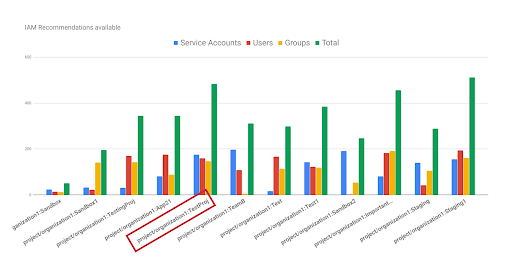 IAM Recommendations available
Service Accounts Users Groups Total
600
400
200
0
ganization1:Sandbox
project/organization1:Sandbox1
project/organization1:TestingProj
project/organization1:App21
project/organization1:TestProj
project/organization1:TeamB
project/organization1:Test
project/organization1:Test1
project/organization1:Sandbox2
project/organization1:Important...
project/organization1:Staging
project/organization1:Staging1